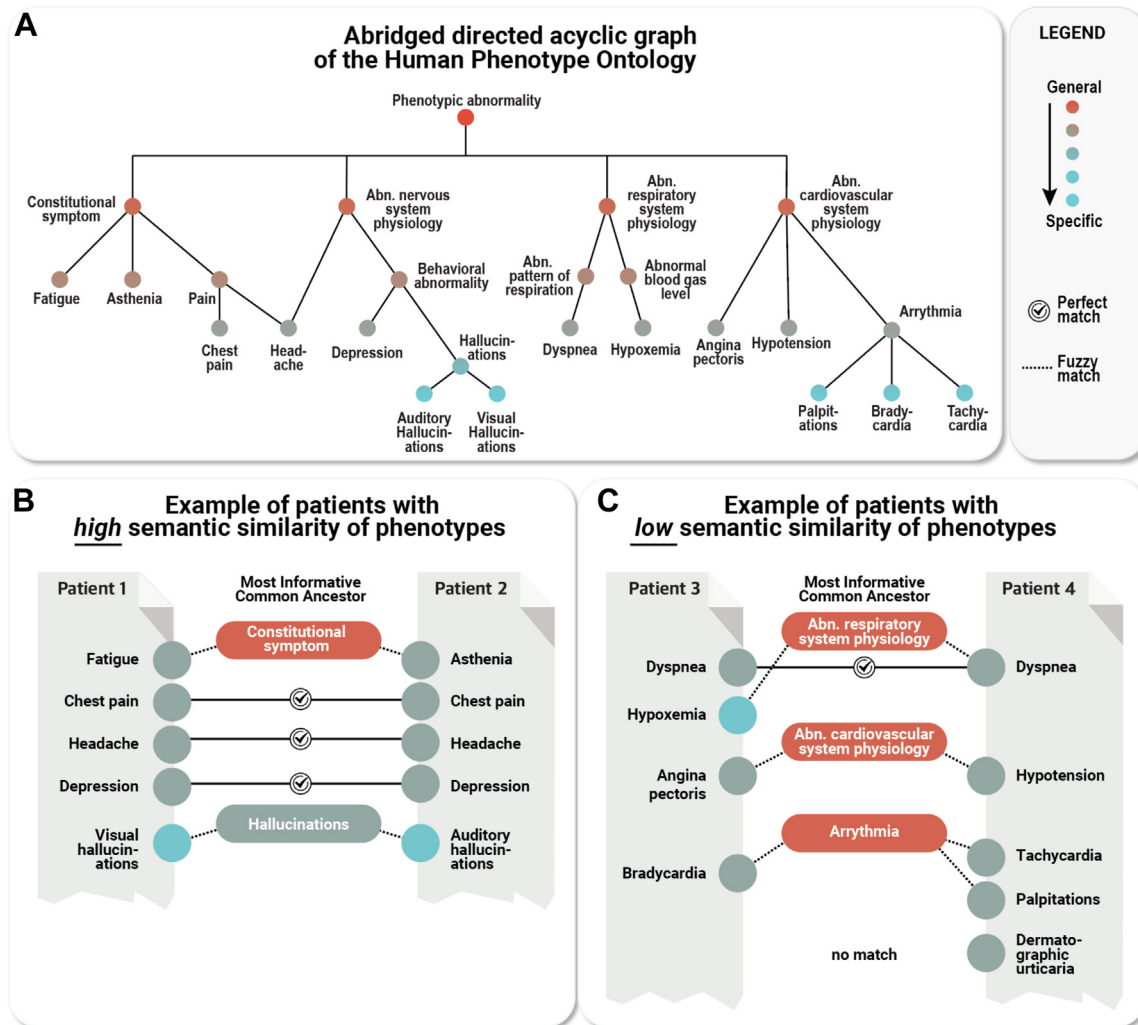 A
Abridged directed acyclic graph
of the Human Phenotype Ontology
Phenotypic abnormality
Constitutional
symptom
Abn. nervous
system
physiology
Abn.
respiratory
system
physiology
Abn.
cardiovascular
system
physiology
Fatigue
Asthenia
Pain
Behavioral
abnormality
Abn.
pattern of
respiration
Abnormal
blood gas
level
Chest
pain
Head-
ache
Depression
Hallucin-
ations
Dyspnea
Hypoxemia
Angina
pectoris
Hypotension
Arrythmia
Auditory
Hallucin-
ations
Visual
Hallucin-
ations
Palpit-
ations
Brady-
cardia
Tachy-
cardia
LEGEND
General
Specific
Perfect
match
Fuzzy
match
B
Example of patients with
high semantic similarity of phenotypes
Patient 1
Most Informative
Common Ancestor
Patient 2
Constitutional
symptom
Fatigue
Asthenia
Chest pain
Chest pain
Headache
Headache
Depression
Depression
Visual
hallucin-
ations
Hallucinations
Auditory
hallucin-
ations
C
Example of patients with
low semantic similarity of phenotypes
Patient 3
Most Informative
Common Ancestor
Patient 4
Abn. respiratory
system physiology
Dyspnea
Dyspnea
Hypoxemia
Abn. cardiovascular
system physiology
Angina
pectoris
Hypotension
Arrythmia
Bradycardia
Tachycardia
Palpitations
no match
Dermato-
graphic
urticaria